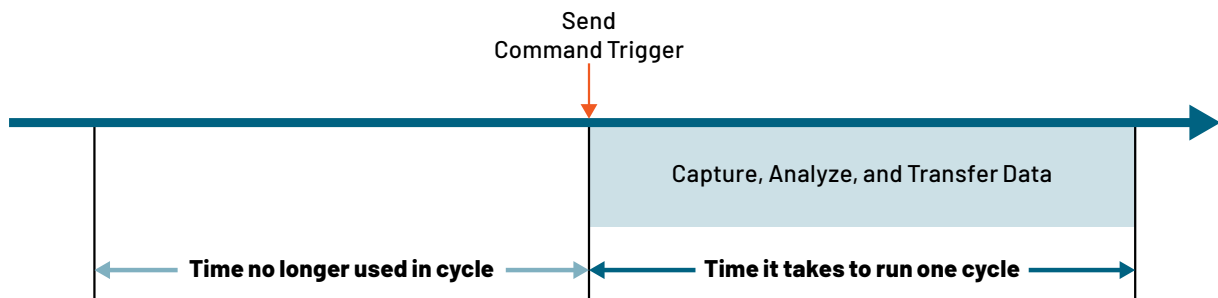 Send
Command Trigger
Capture, Analyze, and Transfer Data
Time no longer used in cycle
Time it takes to run one cycle